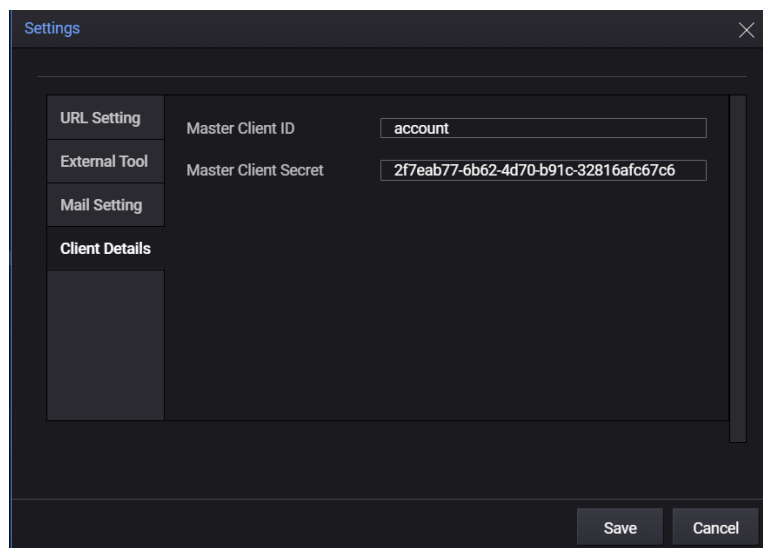 Settings
URL Setting
External Tool
Mail Setting
Client Details
Master Client ID
account
Master Client Secret
2f7eab77-6b62-4d70-b91c-32816afc67c6
Save
Cancel